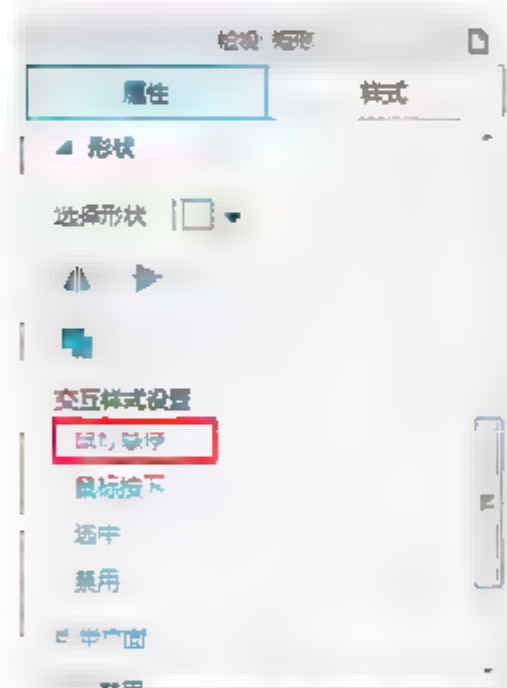 检视: 矩形
属性 样式
形状
选择形状
交互样式设置
鼠标悬停
鼠标按下
选中
禁用